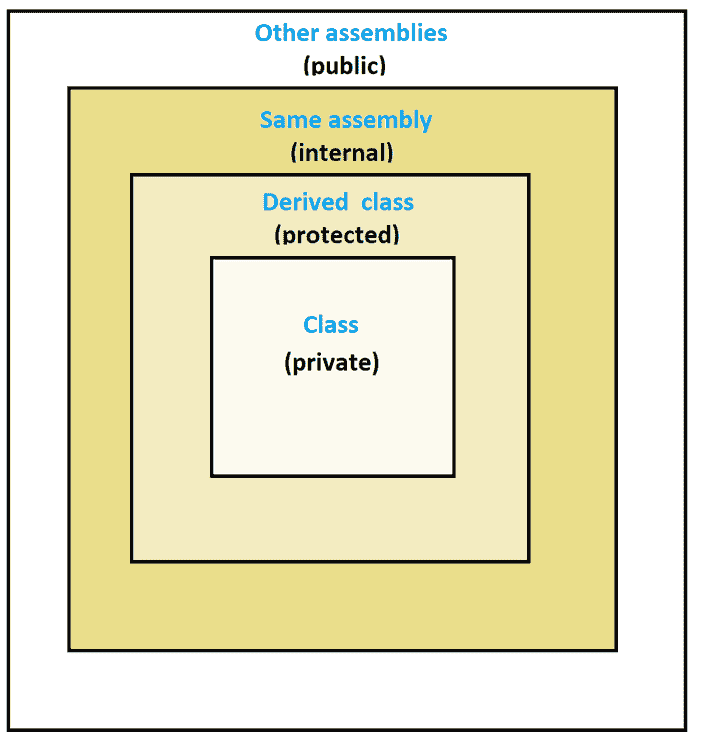 Other assemblies
(public)
Same assembly
(internal)
Derived class
(protected)
Class
(private)